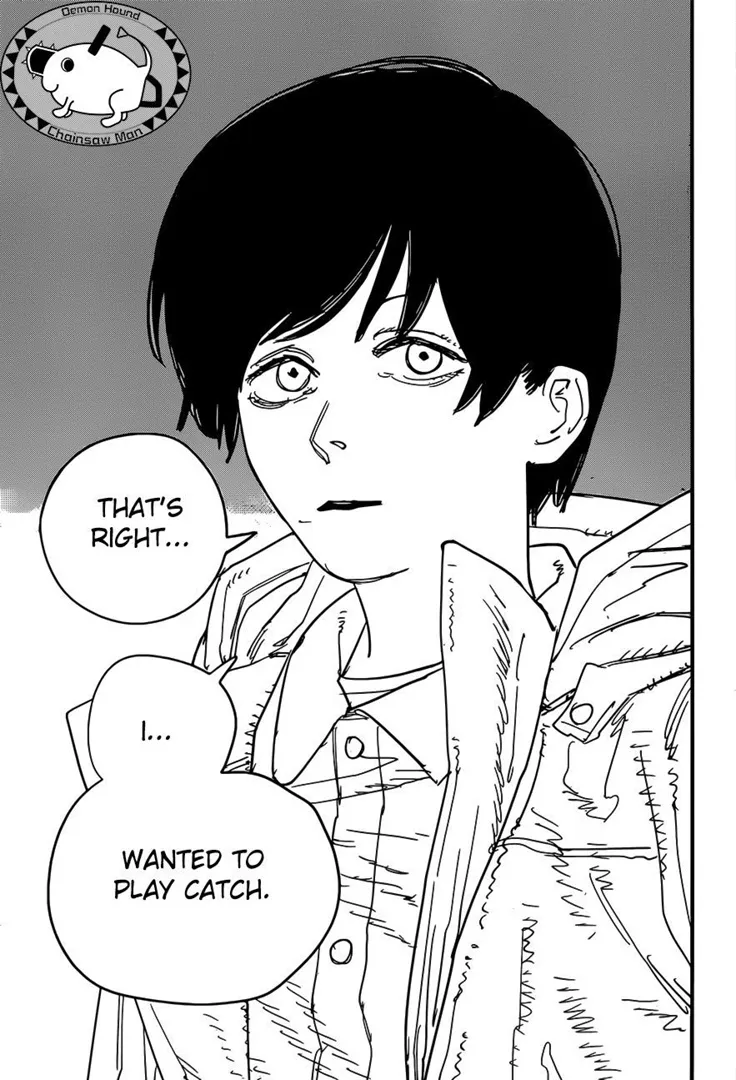 Demon Hound
Chainsaw Man
THAT'S
RIGHT...
I...
WANTED TO
PLAY CATCH.